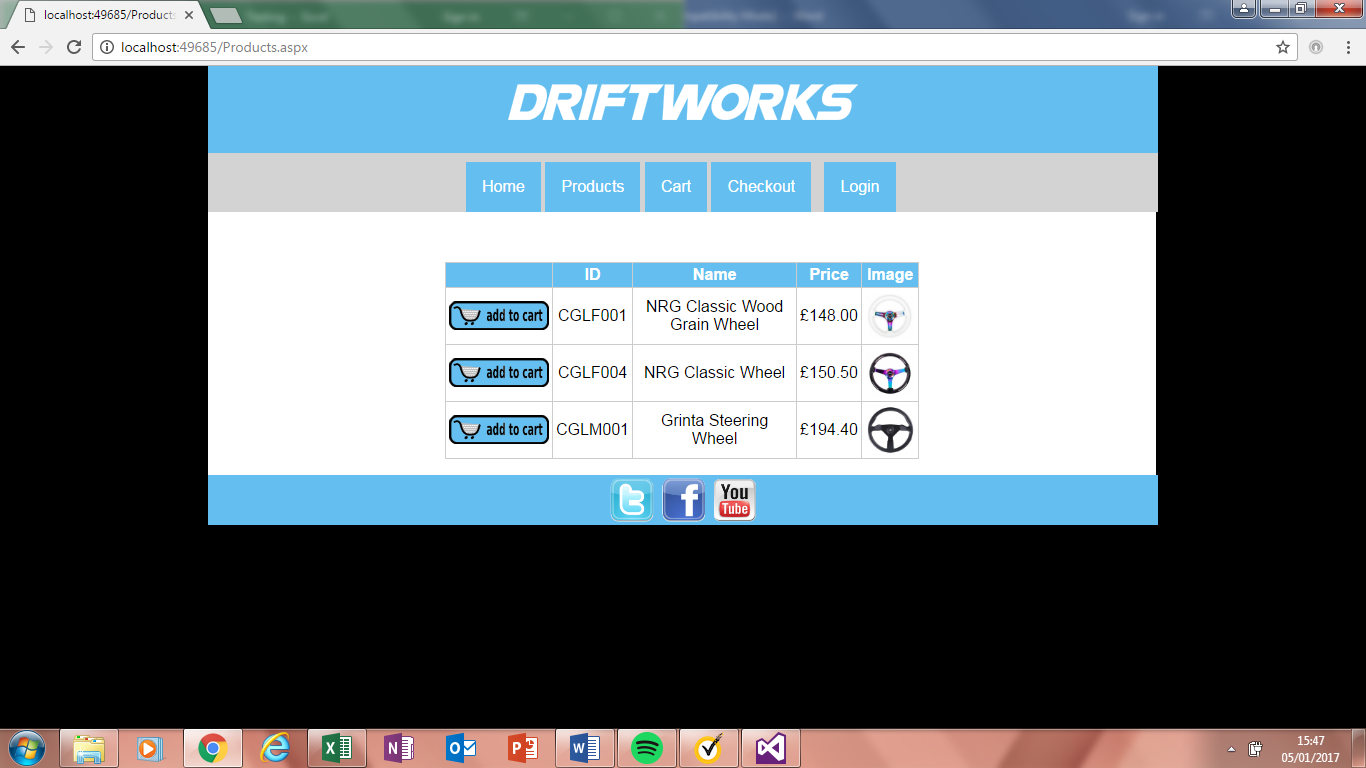 localhost:49685/Products
localhost:49685/Products.aspx
DRIFTWORKS
Home Products Cart Checkout Login
ID Name Price Image
add to cart CGLF001 NRG Classic Wood Grain Wheel £148.00
add to cart CGLF004 NRG Classic Wheel £150.50
add to cart CGLM001 Grinta Steering Wheel £194.40
You
Tube
15:47
05/01/2017